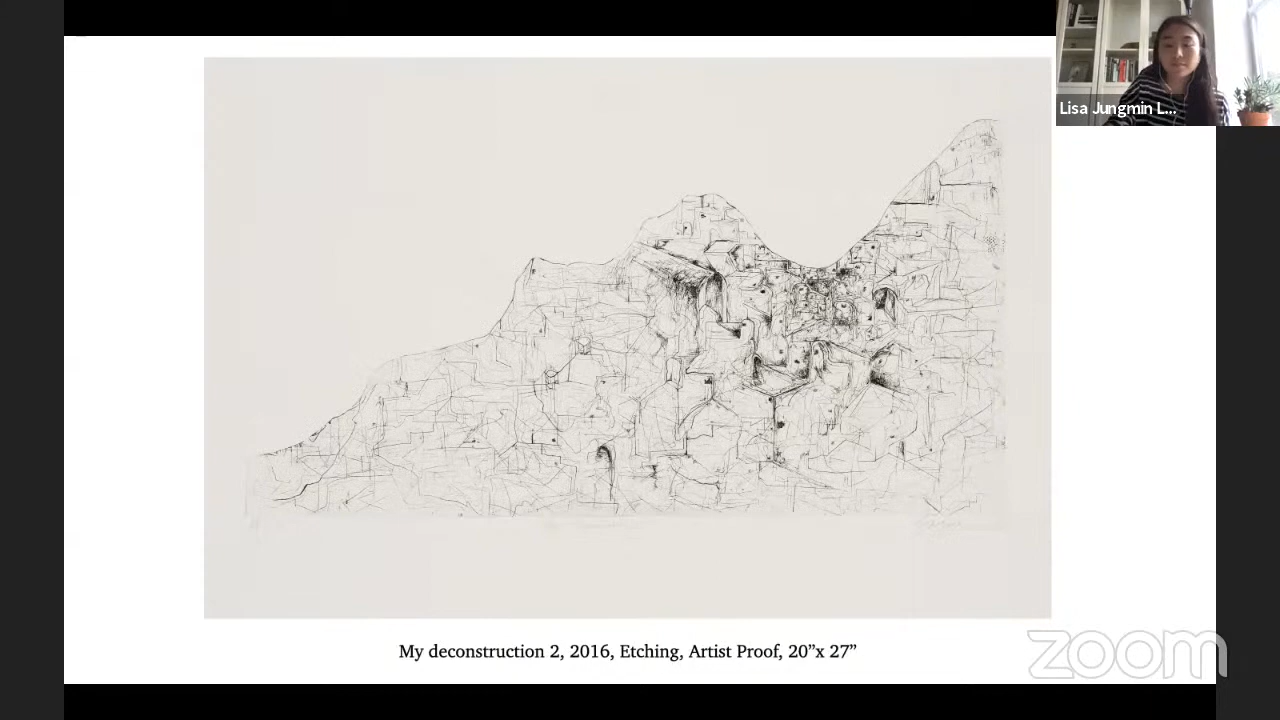 Lisa Jungmin L...
My deconstruction 2, 2016, Etching, Artist Proof, 20”x 27”
zoom